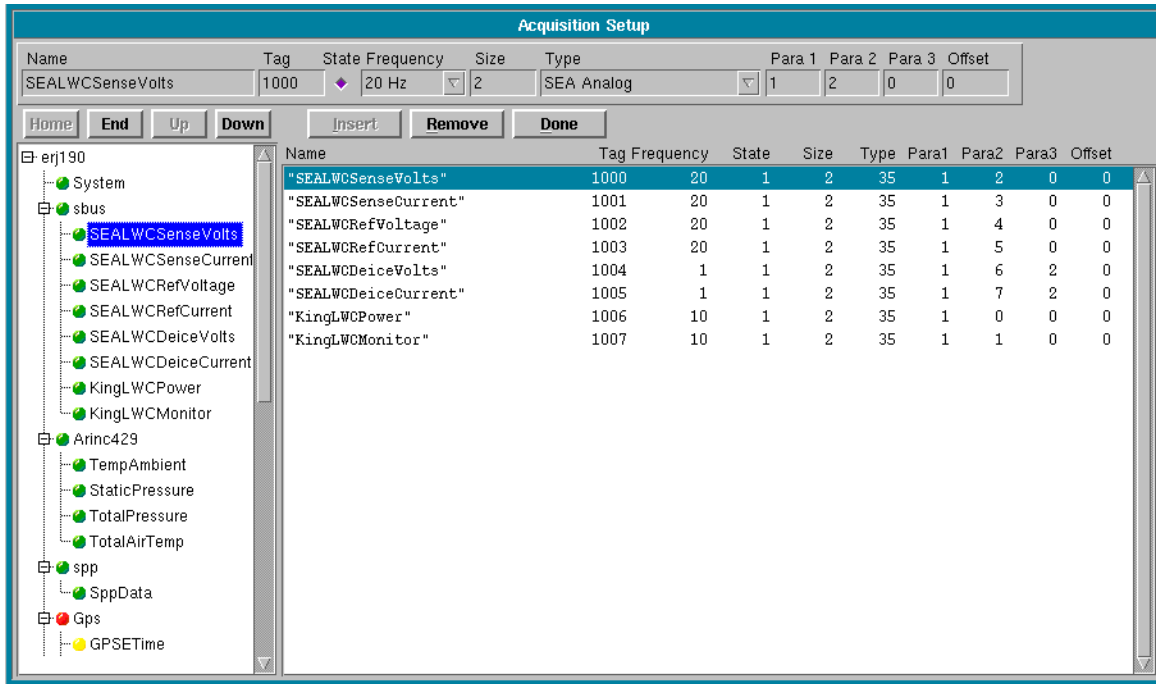 Acquisition Setup
Name Tag State Frequency Size Type Para 1 Para 2 Para 3 Offset
SEALWCSenseVolts 1000 20 Hz 2 SEA Analog 1 2 0 0
Home End Up Down Insert Remove Done
erj190
System
sbus
SEALWCSenseVolts
SEALWCSenseCurrent
SEALWCRefVoltage
SEALWCRefCurrent
SEALWCDeiceVolts
SEALWCDeiceCurrent
KingLWCPower
KingLWCMonitor
Arinc429
TempAmbient
StaticPressure
TotalPressure
TotalAirTemp
spp
SppData
Gps
GPSETime
Name Tag Frequency State Size Type Para1 Para2 Para3 Offset
"SEALWCSenseVolts" 1000 20 1 2 35 1 2 0 0
"SEALWCSenseCurrent" 1001 20 1 2 35 1 3 0 0
"SEALWCRefVoltage" 1002 20 1 2 35 1 4 0 0
"SEALWCRefCurrent" 1003 20 1 2 35 1 5 0 0
"SEALWCDeiceVolts" 1004 1 1 2 35 1 6 2 0
"SEALWCDeiceCurrent" 1005 1 1 2 35 1 7 2 0
"KingLWCPower" 1006 10 1 2 35 1 0 0 0
"KingLWCMonitor" 1007 10 1 2 35 1 1 0 0